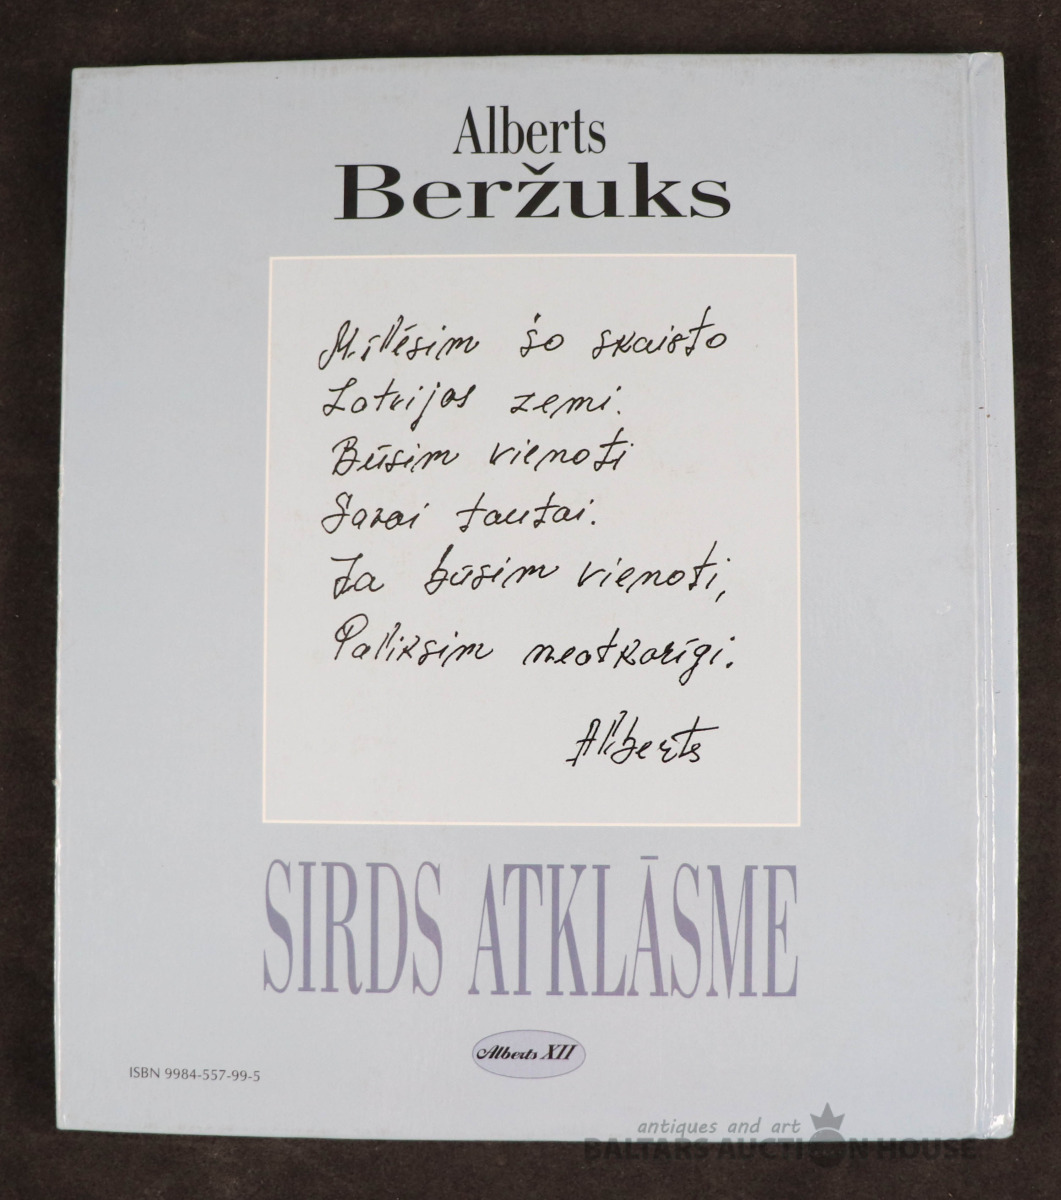 Alberts
Beržuks
Mīlēsim šo skaisto
Latvijas zemi.
Būsim vienoti
Savai tautai.
Ja būsim vienoti,
Paliksim neatkarīgi.
Alberts
SIRDS ATKLĀSME
Alberts XII
ISBN 9984-557-99-5
antiques and art
BALTARS AUCTION HOUSE